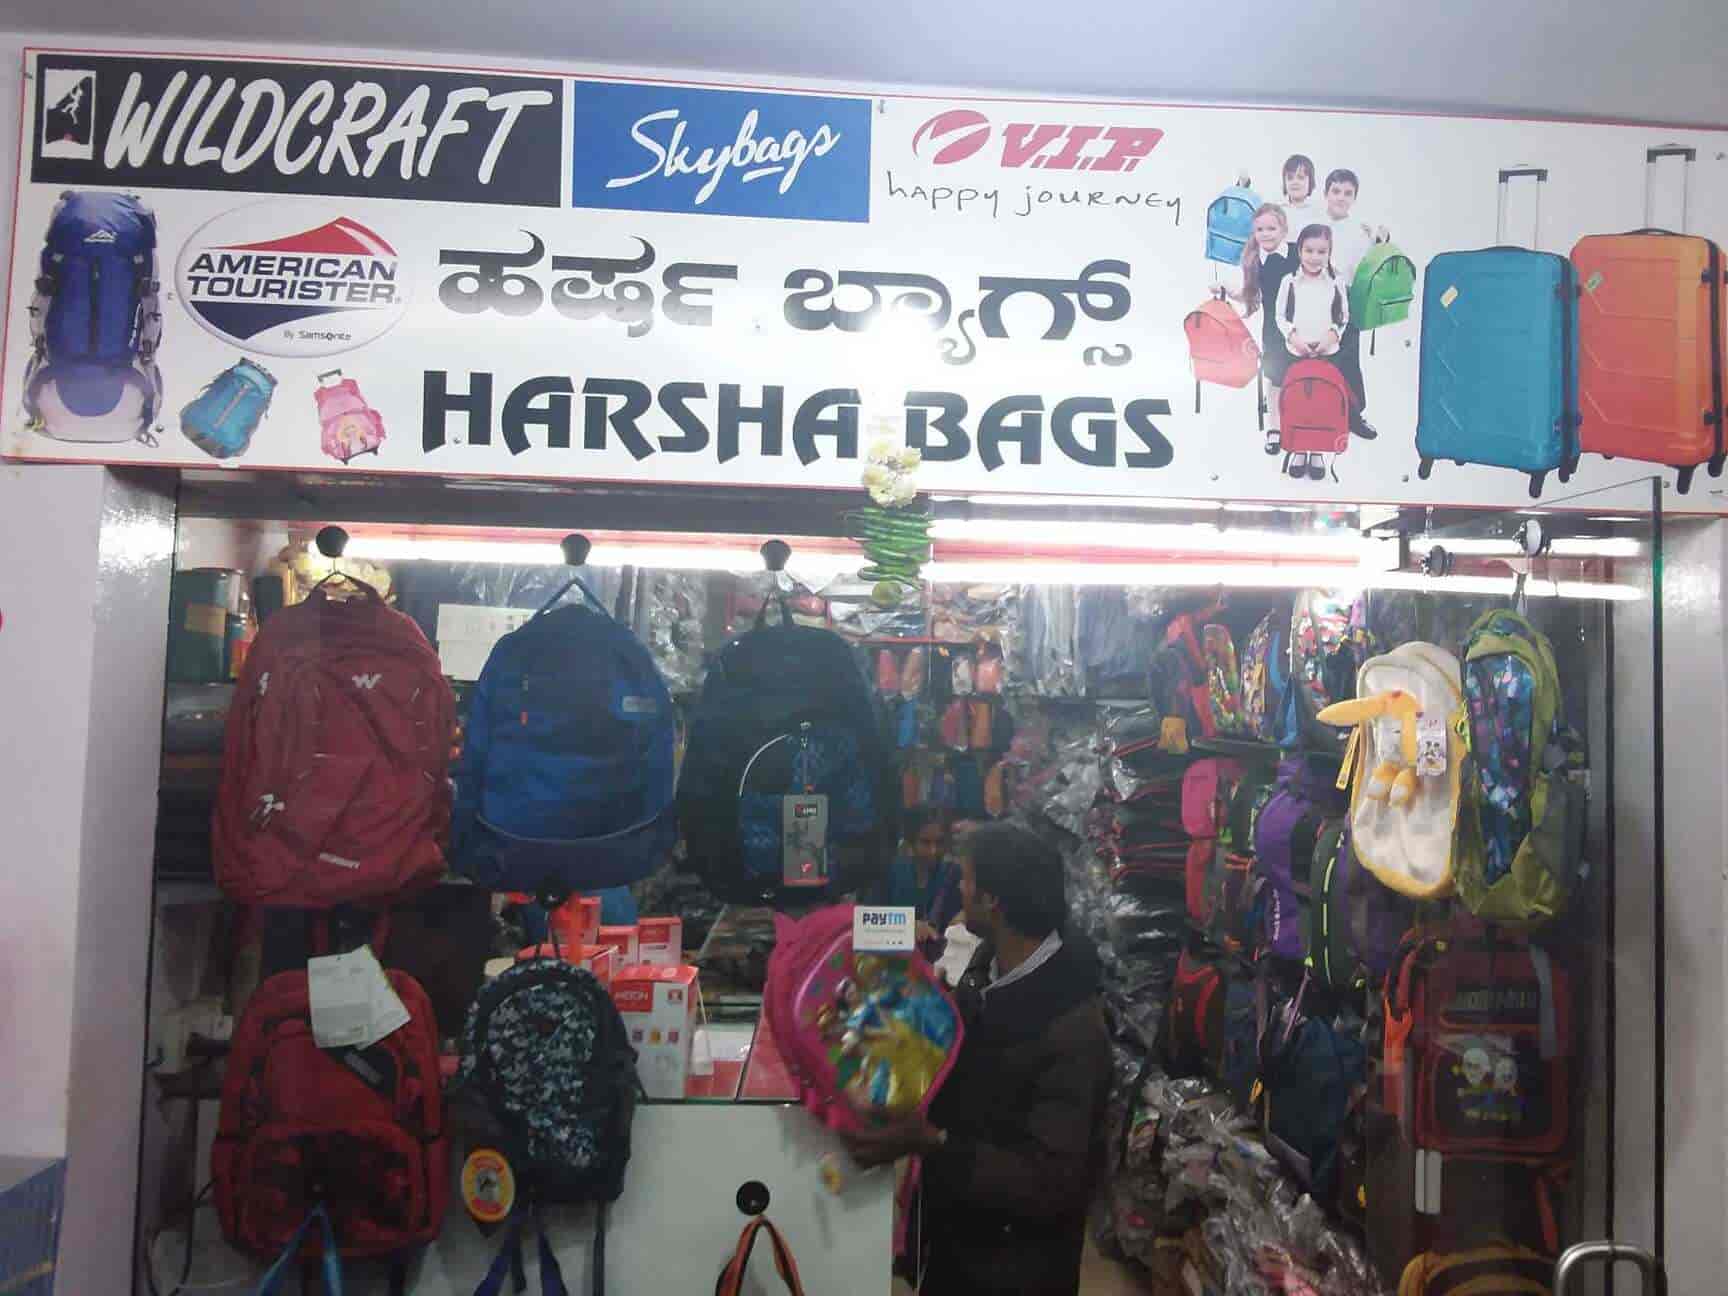 WILDCRAFT
Skybags
V.I.P.
happy journey
AMERICAN
TOURISTER
By Samsonite
ಹರ್ಷ ಬ್ಯಾಗ್ಸ್
HARSHA BAGS
paytm